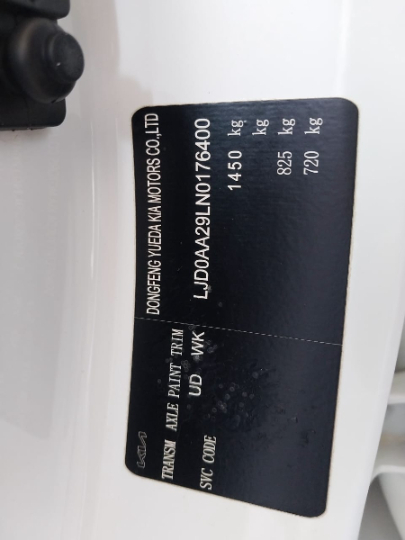 KIA
DONGFENG YUEDA KIA MOTORS CO.,LTD
TRANSM AXLE PAINT TRIM
UD WK
LJD0AA29LN0176400
SVC CODE
1450 kg
kg
825 kg
720 kg